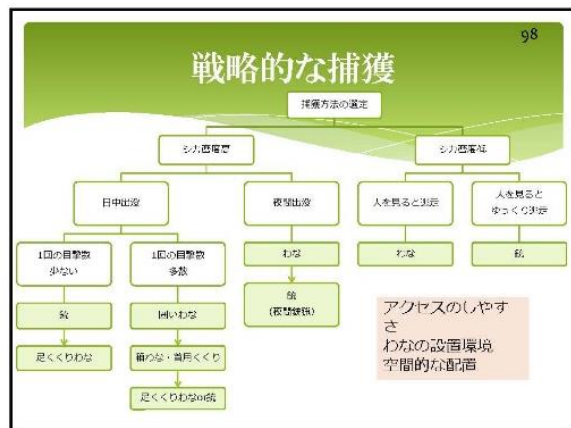 98
戦略的な捕獲
捕獲方法の選定
シカ密度高
シカ密度低
日中出没
夜間出没
人を見ると逃走
人を見ると
ゆっくり逃走
1回の目撃数
少ない
1回の目撃数
多数
わな
わな
銃
銃
足くくりわな
囲いわな
箱わな・首用くくり
足くくりわなor銃
銃
(夜間銃猟)
アクセスのしやす
さ
わなの設置環境
空間的な配置